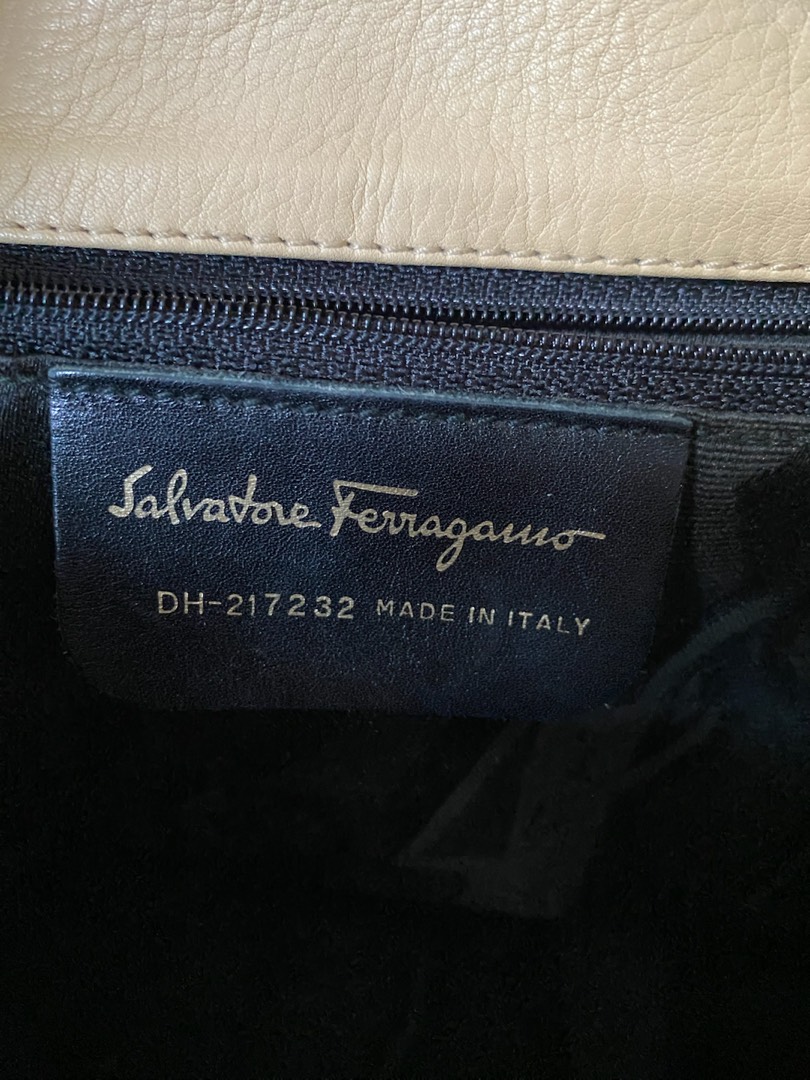 Salvatore Ferragamo
DH-217232 MADE IN ITALY